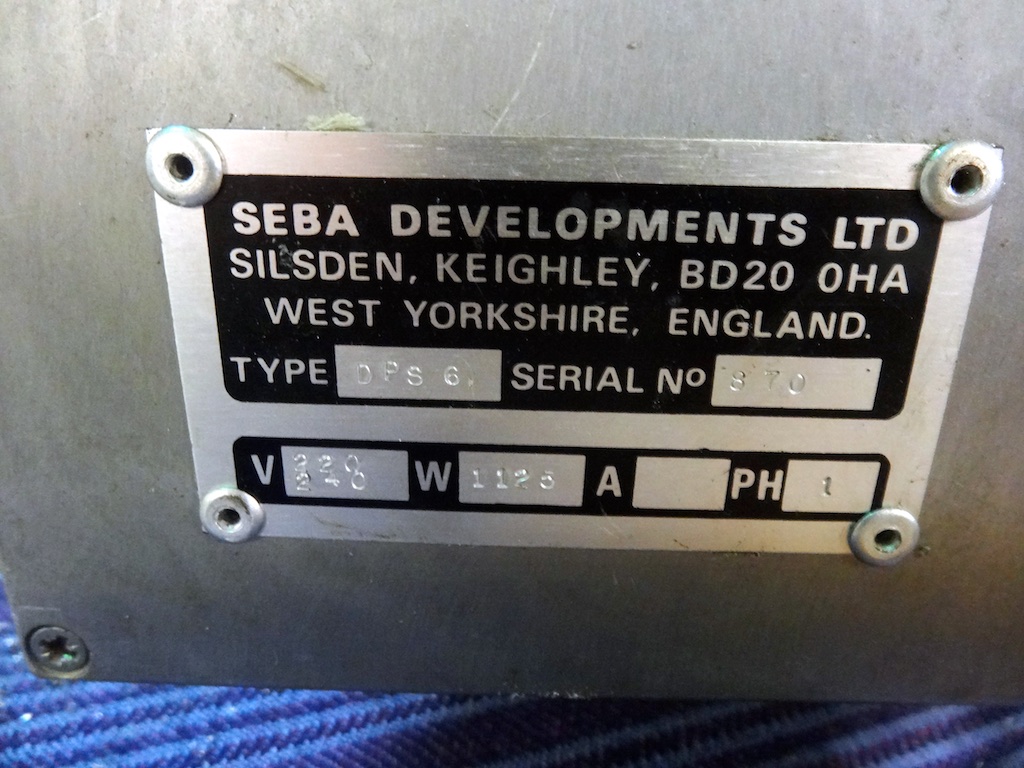 SEBA DEVELOPMENTS LTD
SILSDEN, KEIGHLEY, BD20 0HA
WEST YORKSHIRE, ENGLAND.
TYPE DPS 6 SERIAL Nº 870
V 220 240 W 1125 A PH 1